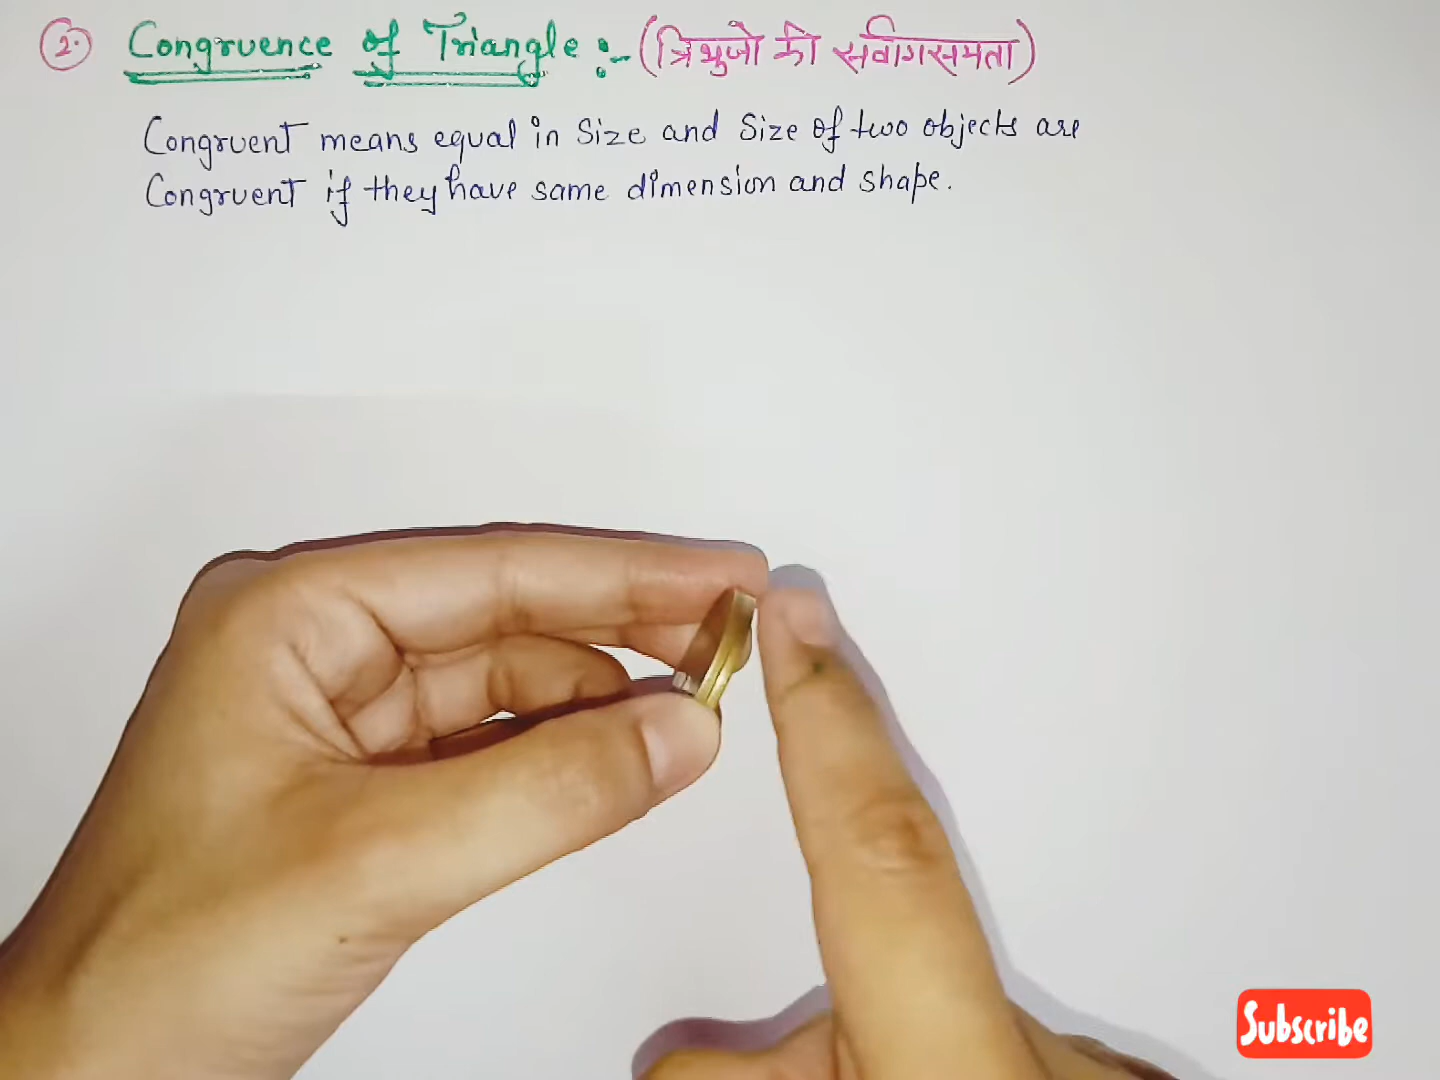 2. Congruence of Triangle :- (त्रिभुजो की सर्वागसमता)
Congruent means equal in Size and Size of two objects are
Congruent if they have same dimension and shape.
Subscribe